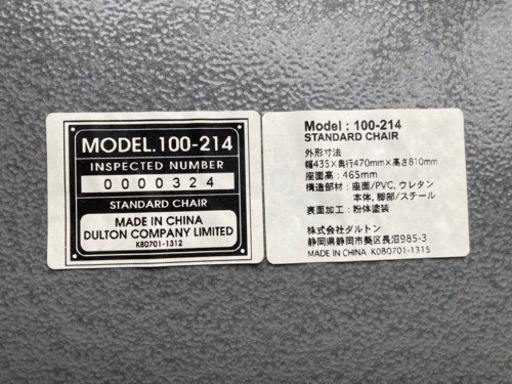 MODEL.100-214
INSPECTED NUMBER
0000324
STANDARD CHAIR
MADE IN CHINA
DULTON COMPANY LIMITED
K80701-1312
Model : 100-214
STANDARD CHAIR
外形寸法
幅435×奥行470mm×高さ810mm
座面高：465mm
構造部材：座面/PVC, ウレタン
本体, 脚部/スチール
表面加工：粉体塗装
株式会社ダルトン
静岡県静岡市葵区長沼985-3
MADE IN CHINA K080701-1315